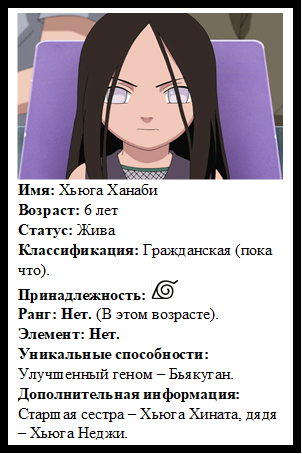 Имя: Хьюга Ханаби
Возраст: 6 лет
Статус: Жива
Классификация: Гражданская (пока
что).
Принадлежность:
Ранг: Нет. (В этом возрасте).
Элемент: Нет.
Уникальные способности:
Улучшенный геном – Бьякуган.
Дополнительная информация:
Старшая сестра – Хьюга Хината, дядя
– Хьюга Неджи.